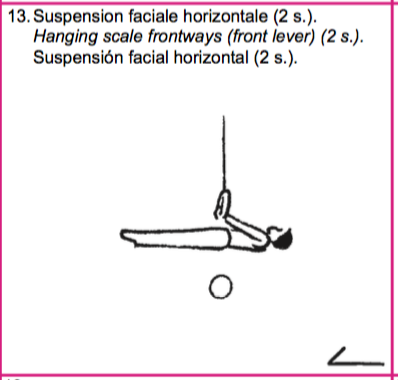 13. Suspension faciale horizontale (2 s.).
Hanging scale frontways (front lever) (2 s.).
Suspensión facial horizontal (2 s.).